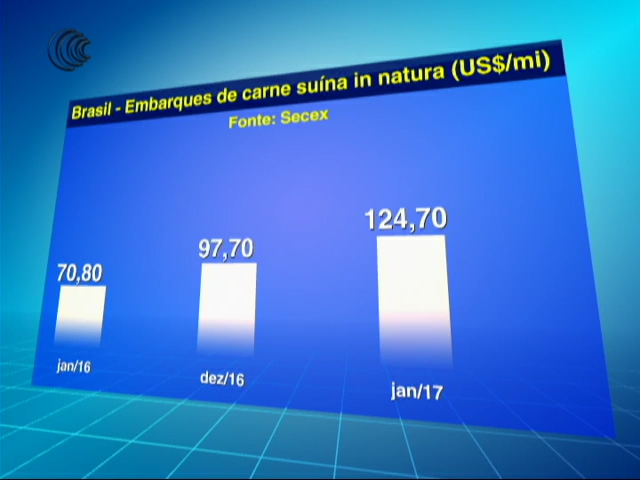 Brasil - Embarques de carne suína in natura (US$/mi)
Fonte: Secex
124,70
97,70
70,80
jan/16
dez/16
jan/17